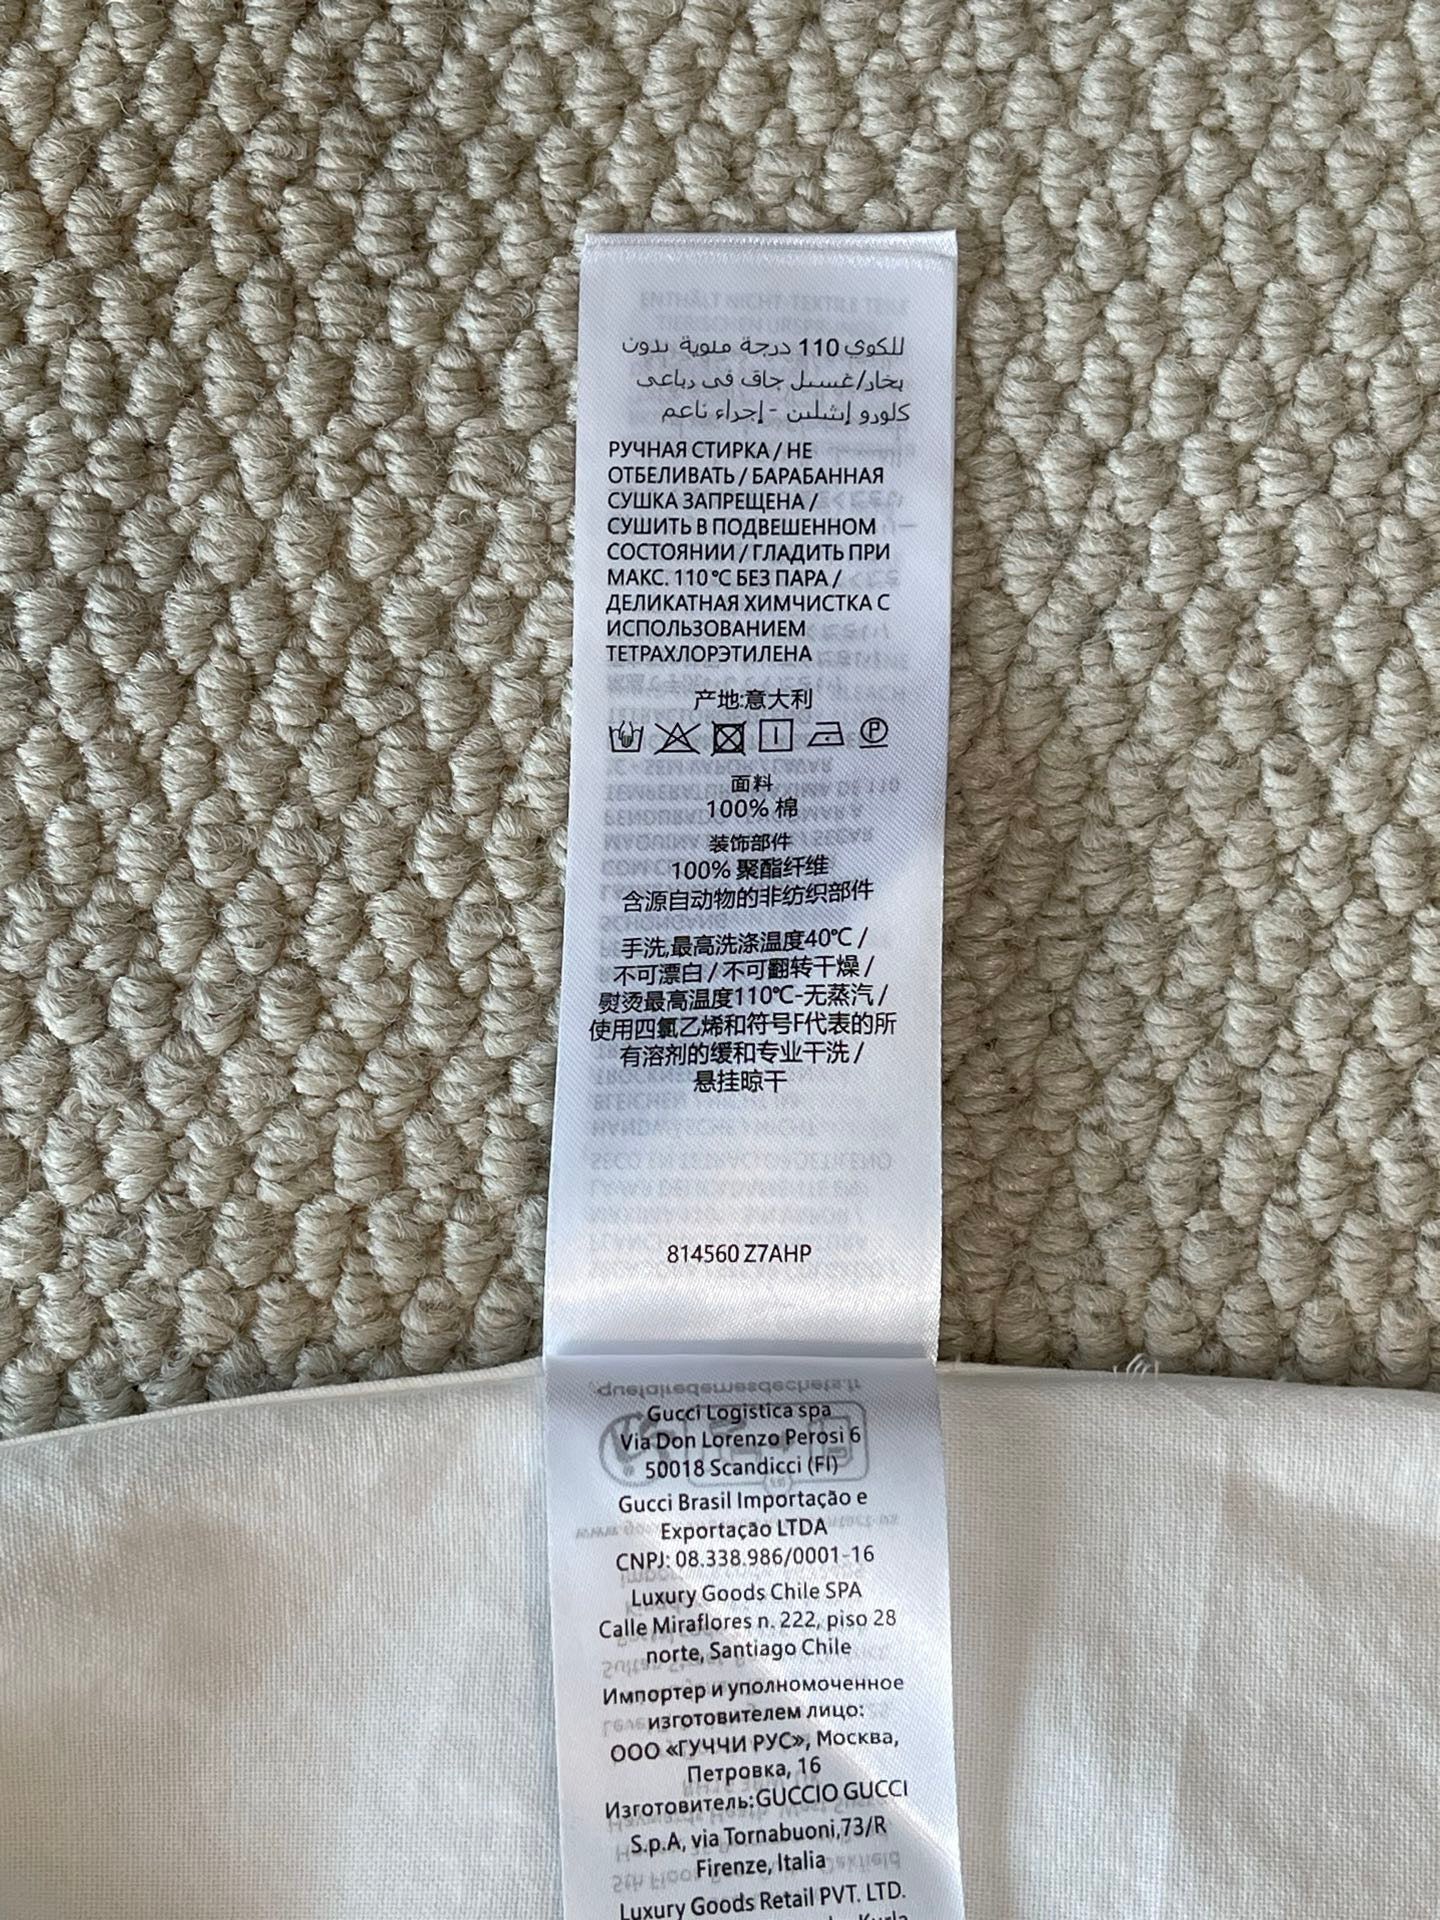 للكوي 110 درجة مئوية بدون
بخار/غسيل جاف في رباعي
كلورو إيثيلين - إجراء ناعم
РУЧНАЯ СТИРКА / НЕ
ОТБЕЛИВАТЬ / БАРАБАННАЯ
СУШКА ЗАПРЕЩЕНА /
СУШИТЬ В ПОДВЕШЕННОМ
СОСТОЯНИИ / ГЛАДИТЬ ПРИ
МАКС. 110 °C БЕЗ ПАРА /
ДЕЛИКАТНАЯ ХИМЧИСТКА С
ИСПОЛЬЗОВАНИЕМ
ТЕТРАХЛОРЭТИЛЕНА
产地:意大利
P
面料
100% 棉
装饰部件
100% 聚酯纤维
含源自动物的非纺织部件
手洗,最高洗涤温度40℃ /
不可漂白 / 不可翻转干燥 /
熨烫最高温度110℃-无蒸汽 /
使用四氯乙烯和符号F代表的所
有溶剂的缓和专业干洗 /
悬挂晾干
814560 Z7AHP
Gucci Logistica spa
Via Don Lorenzo Perosi 6
50018 Scandicci (FI)
Gucci Brasil Importação e
Exportação LTDA
CNPJ: 08.338.986/0001-16
Luxury Goods Chile SPA
Calle Miraflores n. 222, piso 28
norte, Santiago Chile
Импортер и уполномоченное
изготовителем лицо:
ООО «ГУЧЧИ РУС», Москва,
Петровка, 16
Изготовитель:GUCCIO GUCCI
S.p.A, via Tornabuoni,73/R
Firenze, Italia
Luxury Goods Retail PVT. LTD.